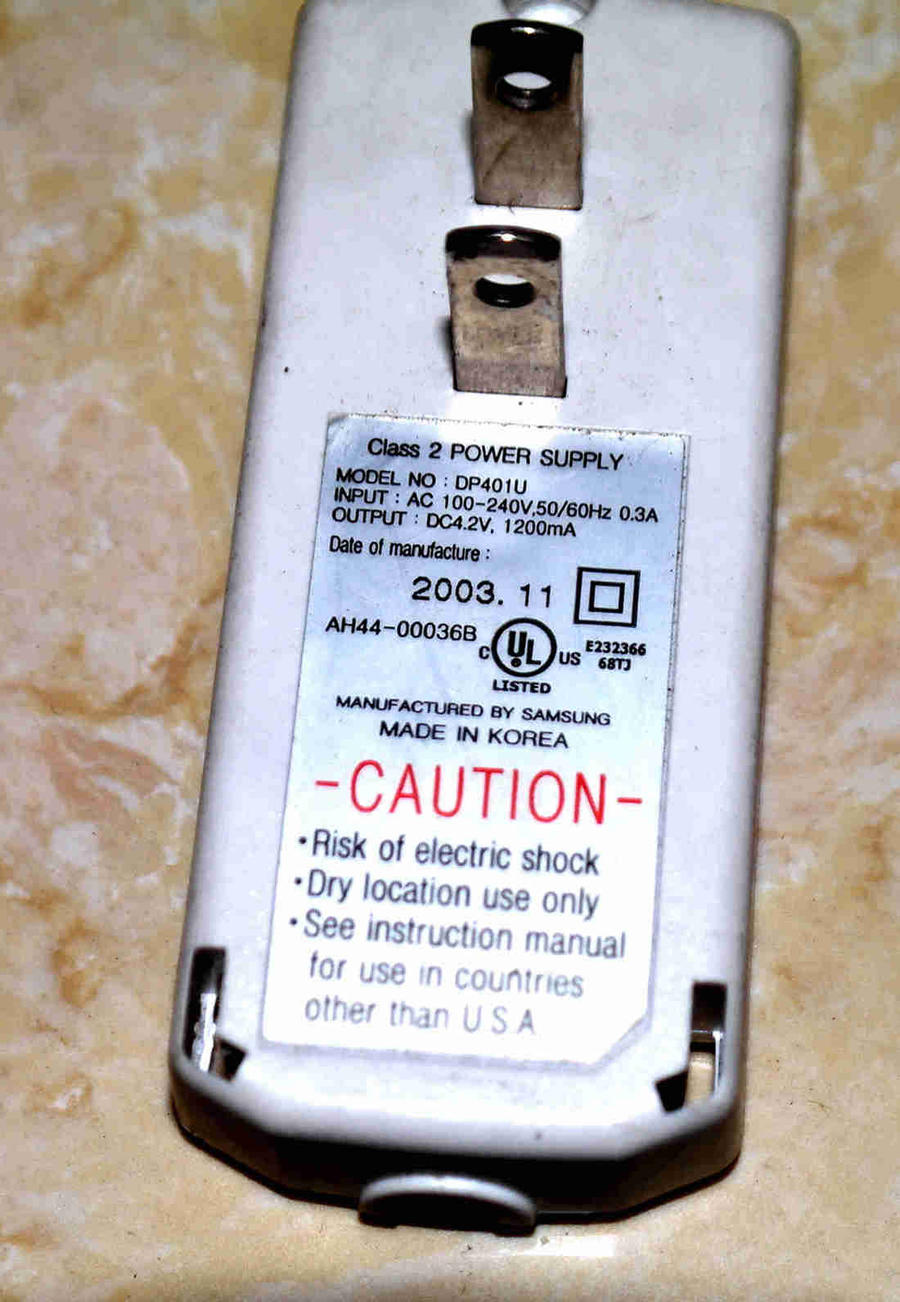 Class 2 POWER SUPPLY
MODEL NO : DP401U
INPUT : AC 100-240V,50/60Hz 0.3A
OUTPUT : DC4.2V, 1200mA
Date of manufacture :
2003. 11
AH44-00036B
C UL US
LISTED
E232366
68TJ
MANUFACTURED BY SAMSUNG
MADE IN KOREA
-CAUTION-
•Risk of electric shock
•Dry location use only
•See instruction manual
for use in countries
other than U S A